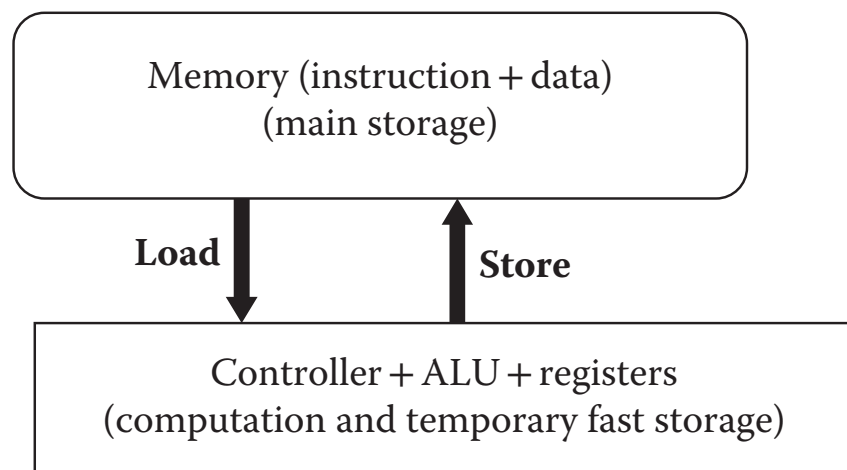 Memory (instruction + data)
(main storage)
Load
Store
Controller + ALU + registers
(computation and temporary fast storage)